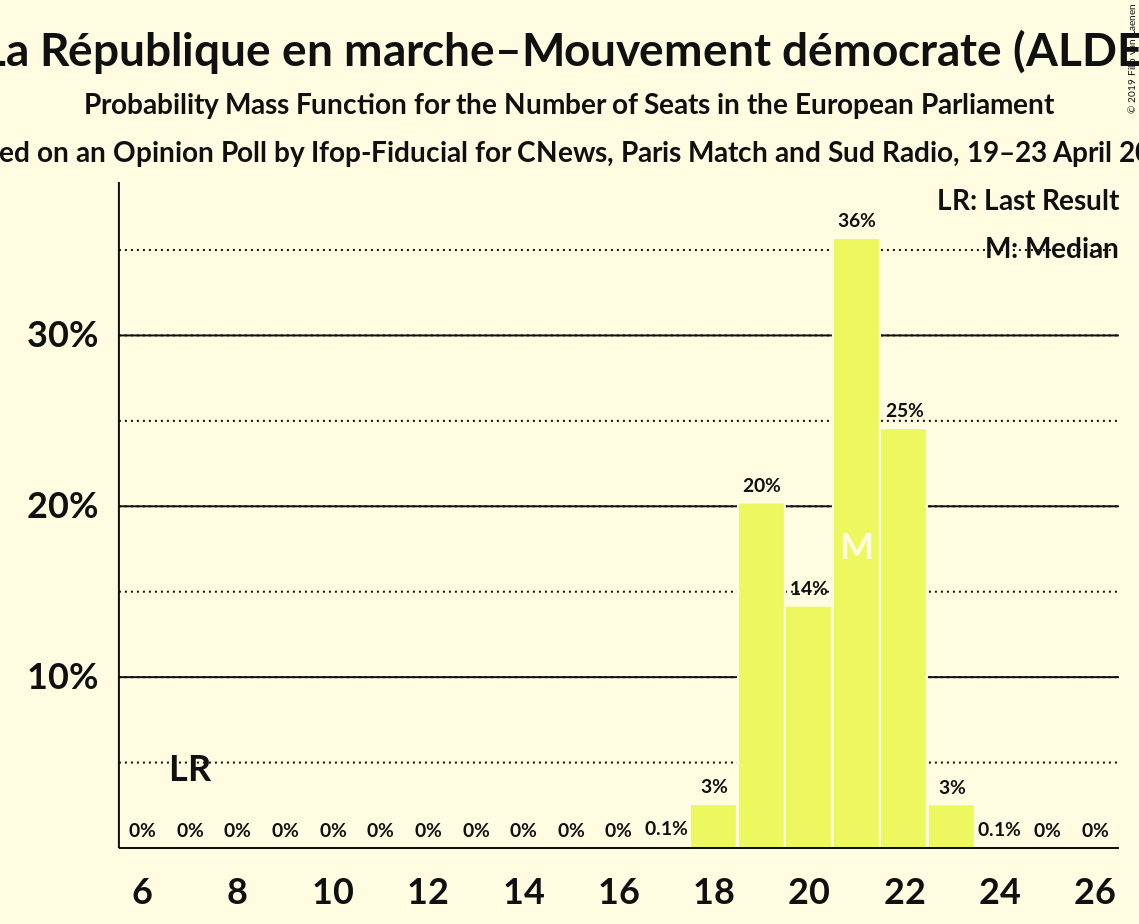 La République en marche–Mouvement démocrate (ALDE
Probability Mass Function for the Number of Seats in the European Parliament
on an Opinion Poll by Ifop-Fiducial for CNews, Paris Match and Sud Radio, 19–23 April
© 2019
LR: Last Result
M: Median
36%
30%
25%
20%
20%
14%
M
10%
LR
3%
3%
0% 0% 0% 0% 0% 0% 0% 0% 0% 0% 0% 0.1% 0.1% 0% 0%
6 8 10 12 14 16 18 20 22 24 26